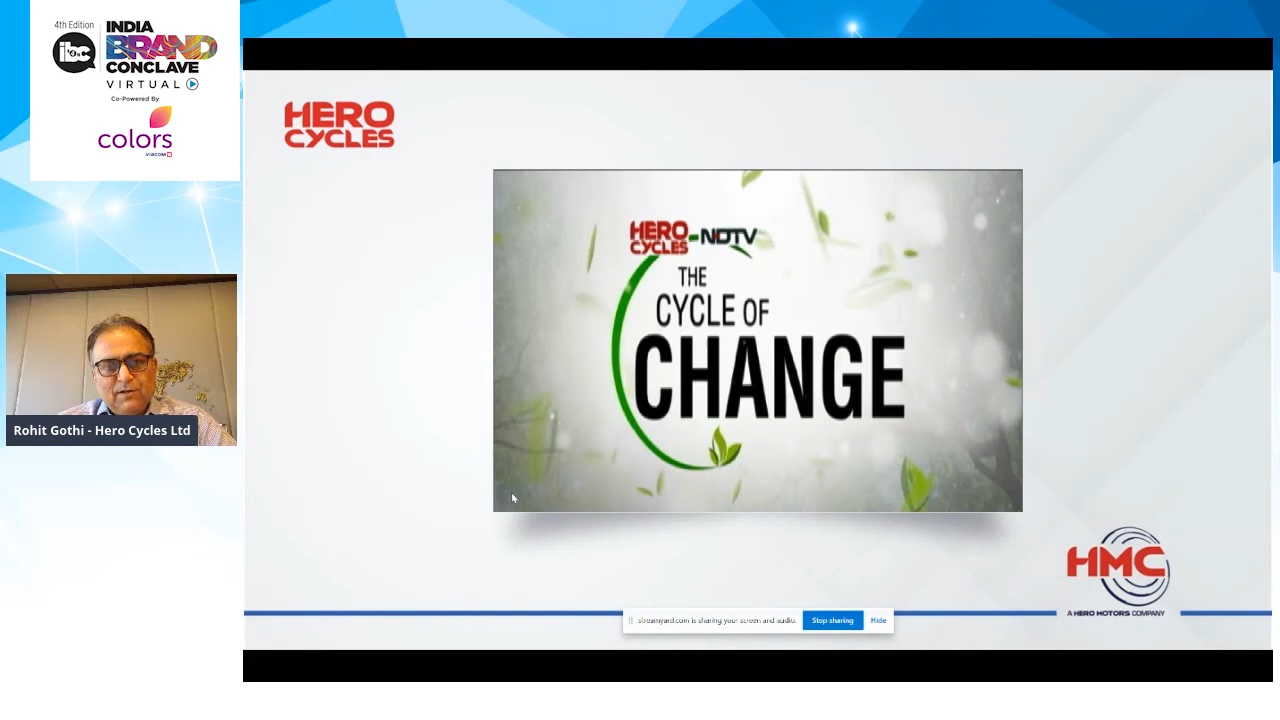 4th Edition
ibc
INDIA
BRAND
CONCLAVE
VIRTUAL
Co-Powered By
colors
VIACOM18
Rohit Gothi - Hero Cycles Ltd
HERO
CYCLES
HERO
CYCLES
NDTV
THE
CYCLE OF
CHANGE
HMC
A HERO MOTORS COMPANY
streamyard.com is sharing your screen and audio.
Stop sharing
Hide